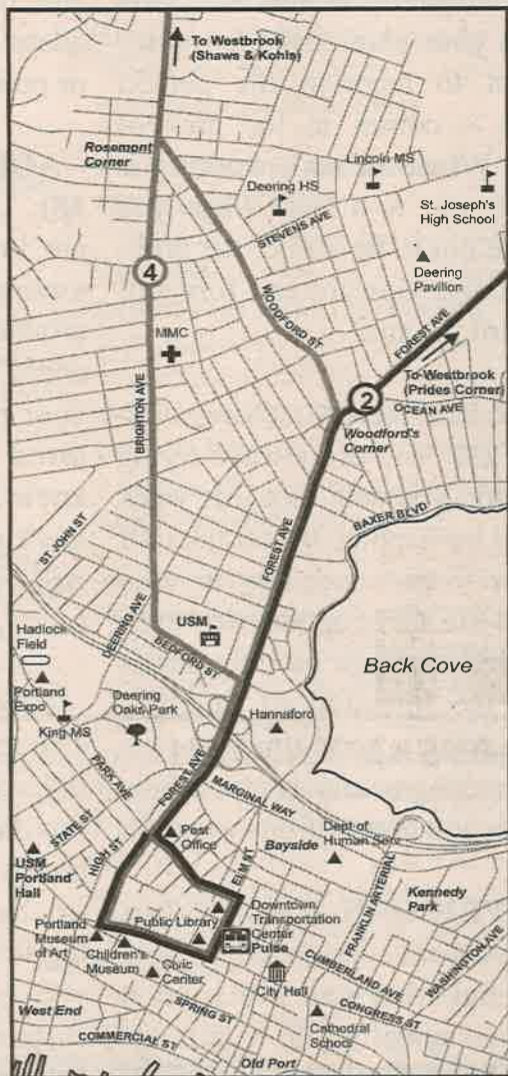 To Westbrook
(Shaws & Kohls)
Rosemont
Corner
Lincoln MS
Deering HS
St. Joseph's
High School
STEVENS AVE
Deering
Pavilion
4
WOODFORD ST
FOREST AVE
MMC
To Westbrook
(Prides Corner)
BRIGHTON AVE
2
OCEAN AVE
Woodford's
Corner
BAXER BLVD
ST JOHN ST
FOREST AVE
DEERING AVE
USM
Hadlock
Field
BEDFORD ST
Back Cove
Portland
Expo
Deering
Oaks Park
Hannaford
King MS
PARK AVE
FOREST AVE
MARGINAL WAY
STATE ST
HIGH ST
Post
Office
ELM ST
Bayside
Dept of
Human Serv
USM
Portland
Hall
FRANKLIN ARTERIAL
Kennedy
Park
Public Library
Downtown
Transportation
Center
Pulse
Portland
Museum
of Art
Children's
Museum
Civic
Center
City Hall
CUMBERLAND AVE
WASHINGTON AVE
CONGRESS ST
West End
SPRING ST
Cathedral
School
COMMERCIAL ST
Old Port